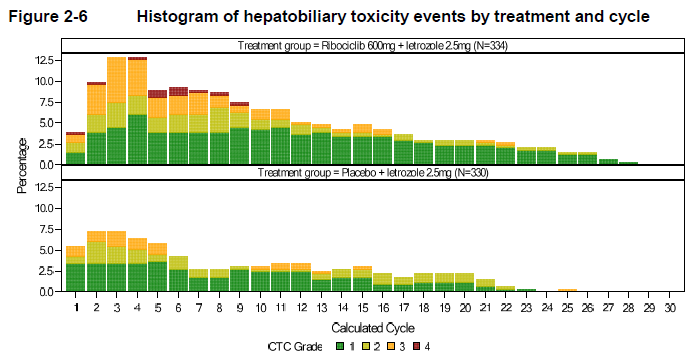 Figure 2-6 Histogram of hepatobiliary toxicity events by treatment and cycle
Treatment group = Ribociclib 600mg + letrozole 2.5mg (N=334)
12.5
10.0
7.5
5.0
2.5
0.0
Percentage
Treatment group = Placebo + letrozole 2.5mg (N=330)
12.5
10.0
7.5
5.0
2.5
0.0
1 2 3 4 5 6 7 8 9 10 11 12 13 14 15 16 17 18 19 20 21 22 23 24 25 26 27 28 29 30
Calculated Cycle
CTC Grade 1 2 3 4